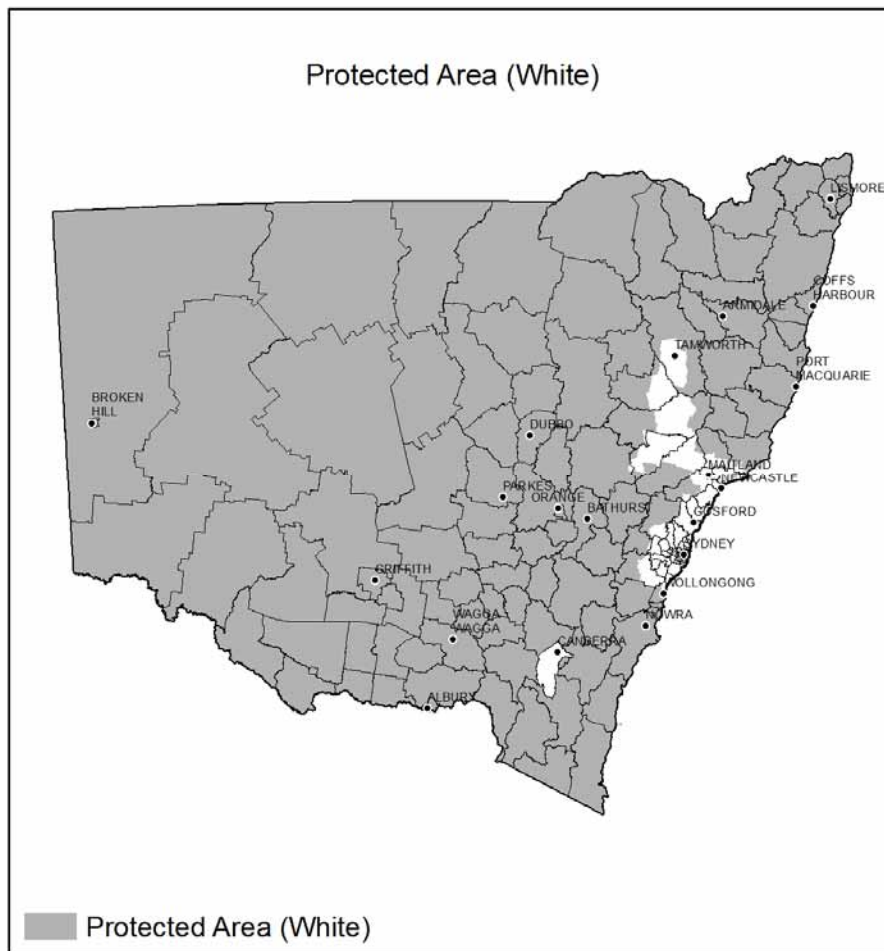 Protected Area (White)
LISMORE
COFFS
HARBOUR
ARMIDALE
TAMWORTH
PORT
MACQUARIE
BROKEN
HILL
DUBBO
MAITLAND
NEWCASTLE
PARKES
ORANGE
BATHURST
GOSFORD
SYDNEY
GRIFFITH
WOLLONGONG
WAGGA
WAGGA
NOWRA
CANBERRA
ALBURY
Protected Area (White)